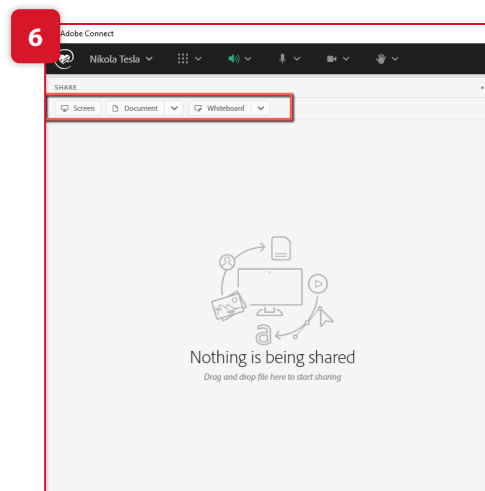 6
Adobe Connect
Nikola Tesla
SHARE
Screen Document Whiteboard
a
Nothing is being shared
Drag and drop file here to start sharing